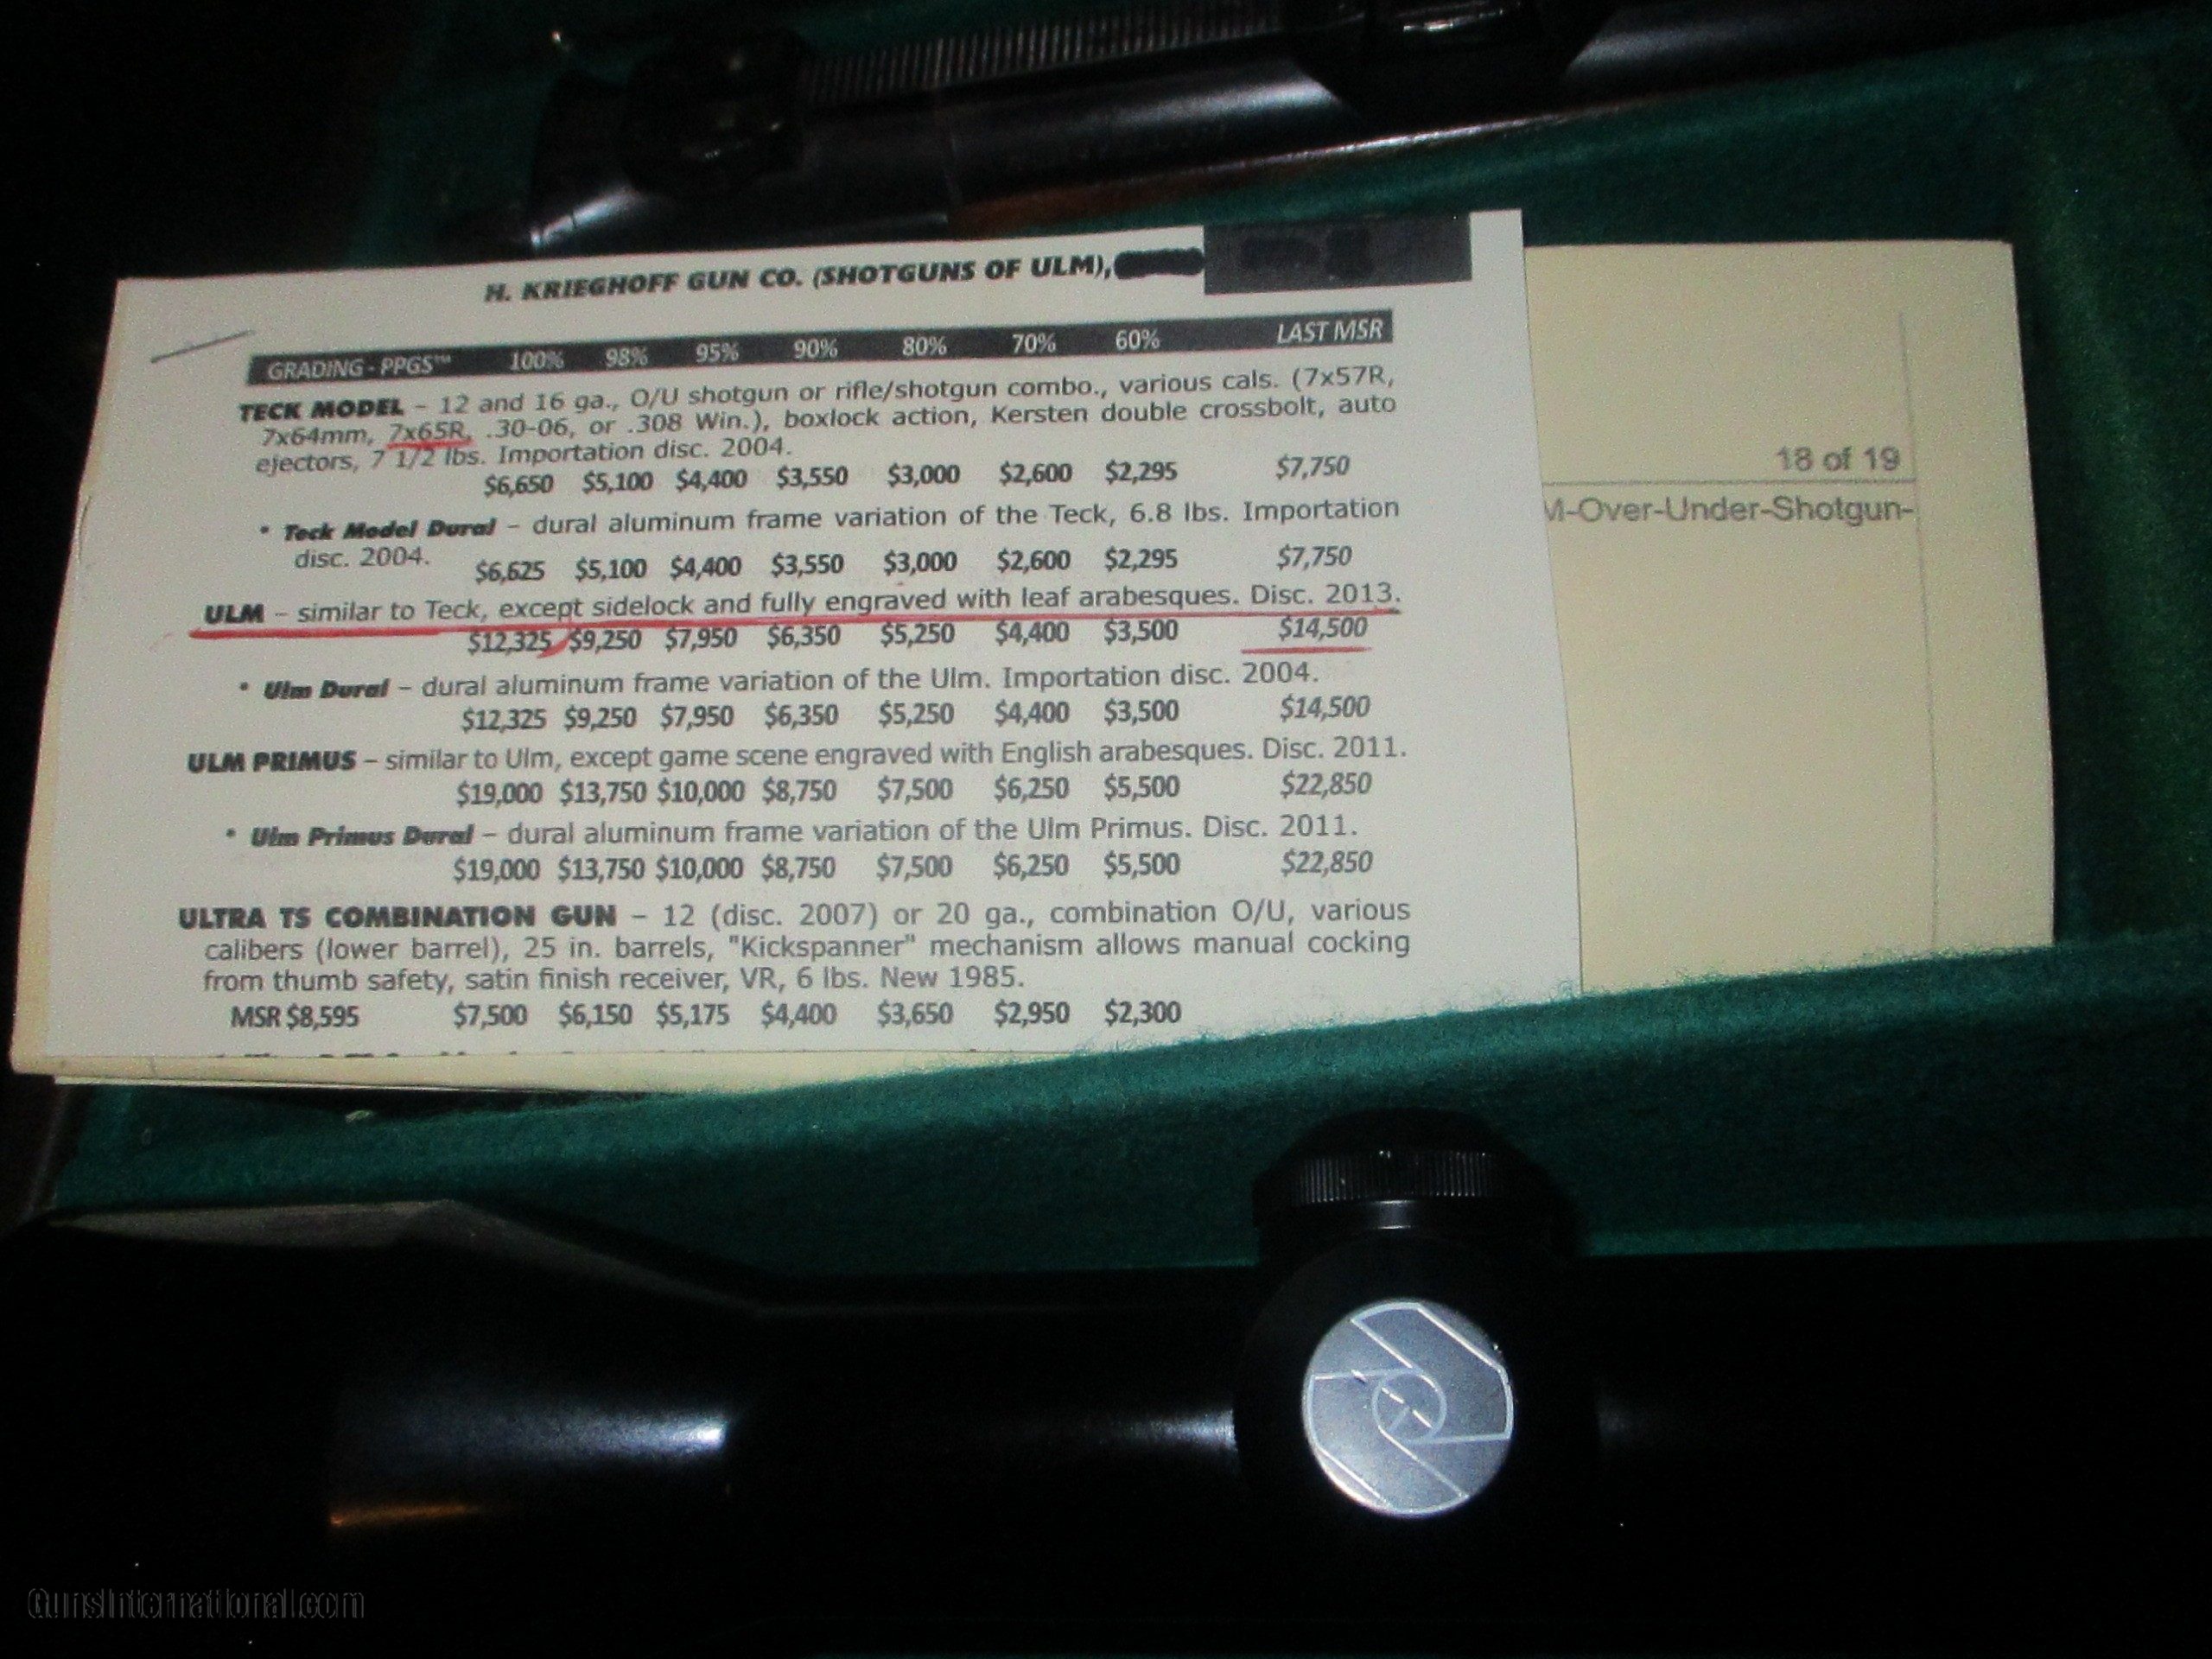 H. KRIEGHOFF GUN CO. (SHOTGUNS OF ULM),
GRADING - PPGS™ 100% 98% 95% 90% 80% 70% 60% LAST MSR
TECK MODEL – 12 and 16 ga., O/U shotgun or rifle/shotgun combo., various cals. (7x57R,
7x64mm, 7x65R, .30-06, or .308 Win.), boxlock action, Kersten double crossbolt, auto
ejectors, 7 1/2 lbs. Importation disc. 2004.
$6,650 $5,100 $4,400 $3,550 $3,000 $2,600 $2,295 $7,750
• Teck Model Dural – dural aluminum frame variation of the Teck, 6.8 lbs. Importation
disc. 2004.
$6,625 $5,100 $4,400 $3,550 $3,000 $2,600 $2,295 $7,750
ULM – similar to Teck, except sidelock and fully engraved with leaf arabesques. Disc. 2013.
$12,325 $9,250 $7,950 $6,350 $5,250 $4,400 $3,500 $14,500
• Ulm Dural – dural aluminum frame variation of the Ulm. Importation disc. 2004.
$12,325 $9,250 $7,950 $6,350 $5,250 $4,400 $3,500 $14,500
ULM PRIMUS – similar to Ulm, except game scene engraved with English arabesques. Disc. 2011.
$19,000 $13,750 $10,000 $8,750 $7,500 $6,250 $5,500 $22,850
• Ulm Primus Dural – dural aluminum frame variation of the Ulm Primus. Disc. 2011.
$19,000 $13,750 $10,000 $8,750 $7,500 $6,250 $5,500 $22,850
ULTRA TS COMBINATION GUN – 12 (disc. 2007) or 20 ga., combination O/U, various
calibers (lower barrel), 25 in. barrels, "Kickspanner" mechanism allows manual cocking
from thumb safety, satin finish receiver, VR, 6 lbs. New 1985.
MSR $8,595 $7,500 $6,150 $5,175 $4,400 $3,650 $2,950 $2,300
18 of 19
M-Over-Under-Shotgun-
GunsInternational.com